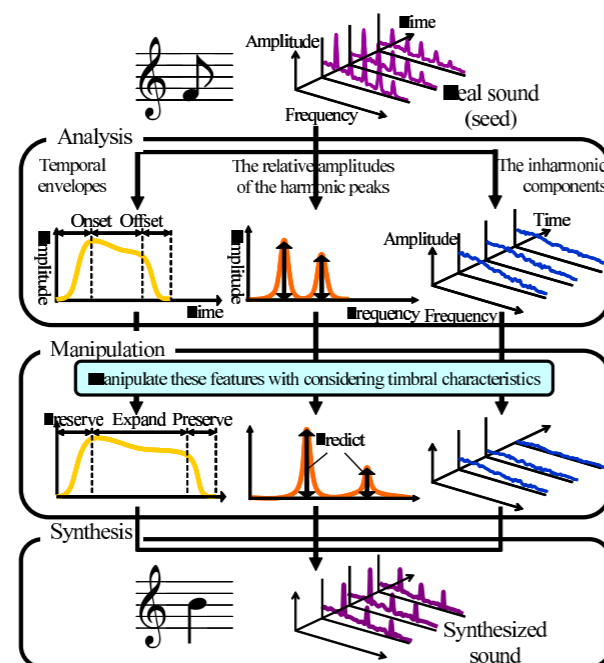 ■ime
Amplitude
■eal sound
(seed)
Frequency
Analysis
Temporal
envelopes
The relative amplitudes
of the harmonic peaks
The inharmonic
components
Onset Offset
■mplitude
■ime
■mplitude
■requency
Time
Amplitude
Frequency
Manipulation
■anipulate these features with considering timbral characteristics
■reserve Expand Preserve
■redict
Synthesis
Synthesized
sound